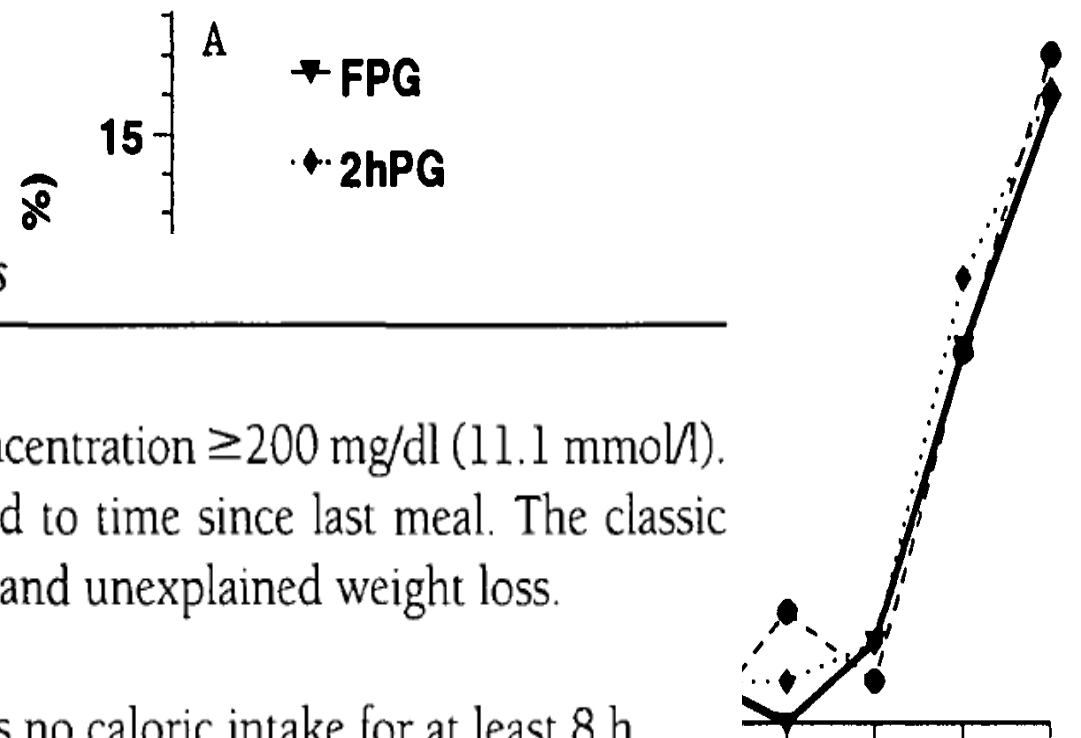 A
FPG
15
2hPG
%)
s
ncentration ≥200 mg/dl (11.1 mmol/l).
d to time since last meal. The classic
and unexplained weight loss.
s no caloric intake for at least 8 h